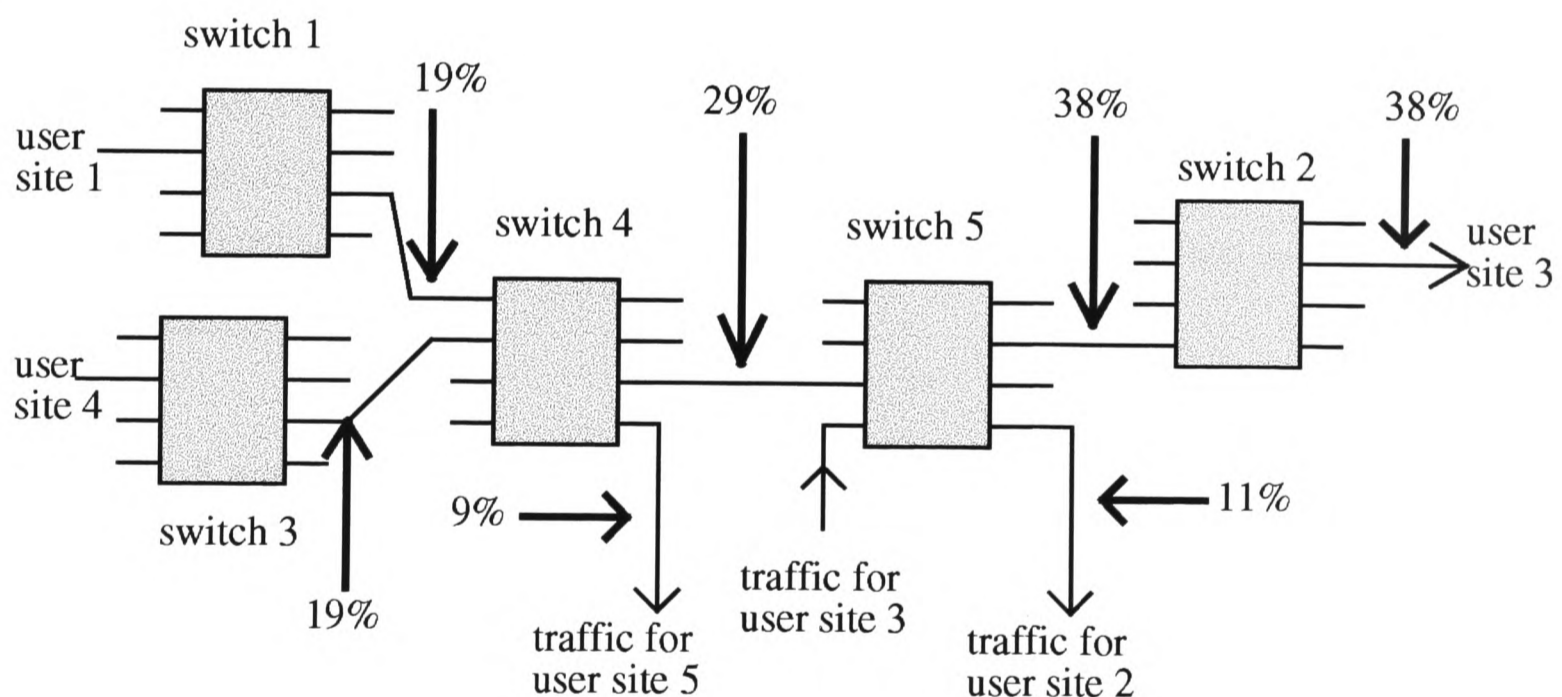 switch 1
19%
29%
38%
38%
user
site 1
switch 2
switch 4
switch 5
user
site 3
user
site 4
9%
11%
switch 3
traffic for
user site 3
19%
traffic for
user site 5
traffic for
user site 2